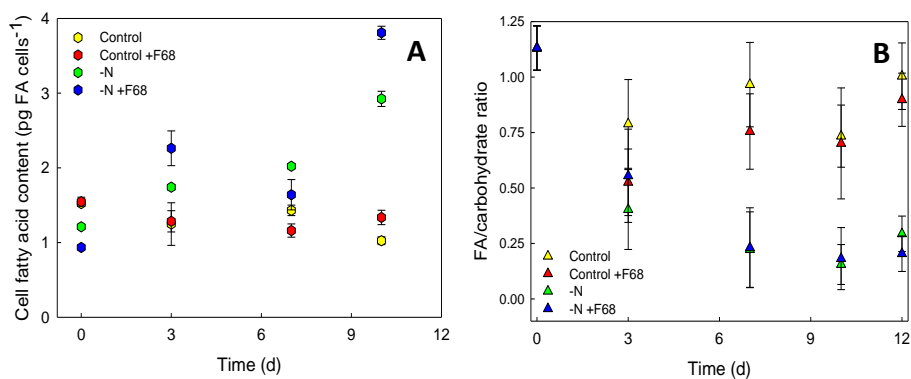 A
Cell fatty acid content (pg FA cells-1)
4
3
2
1
0
Control
Control +F68
-N
-N +F68
0 3 6 9 12
Time (d)
B
FA/carbohydrate ratio
1.25
1.00
0.75
0.50
0.25
0.00
Control
Control +F68
-N
-N +F68
0 3 6 9 12
Time (d)